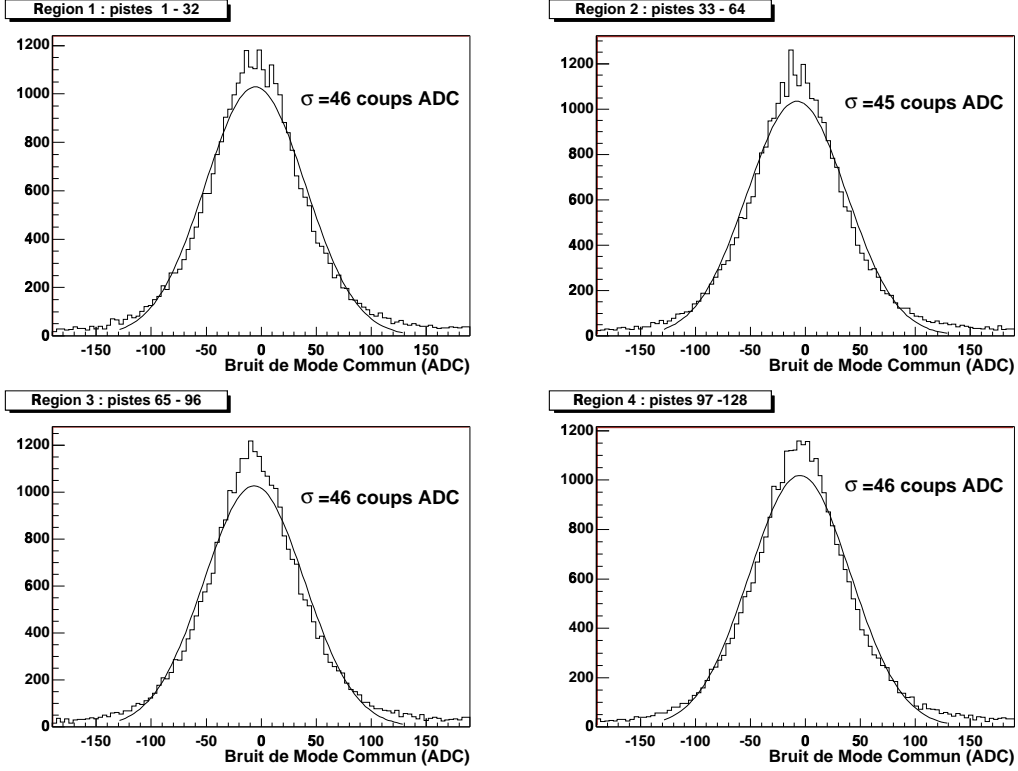 Region 1 : pistes 1 - 32
1200
1000
800
600
400
200
0
σ =46 coups ADC
-150 -100 -50 0 50 100 150
Bruit de Mode Commun (ADC)
Region 2 : pistes 33 - 64
1200
1000
800
600
400
200
0
σ =45 coups ADC
-150 -100 -50 0 50 100 150
Bruit de Mode Commun (ADC)
Region 3 : pistes 65 - 96
1200
1000
800
600
400
200
0
σ =46 coups ADC
-150 -100 -50 0 50 100 150
Bruit de Mode Commun (ADC)
Region 4 : pistes 97 -128
1200
1000
800
600
400
200
0
σ =46 coups ADC
-150 -100 -50 0 50 100 150
Bruit de Mode Commun (ADC)